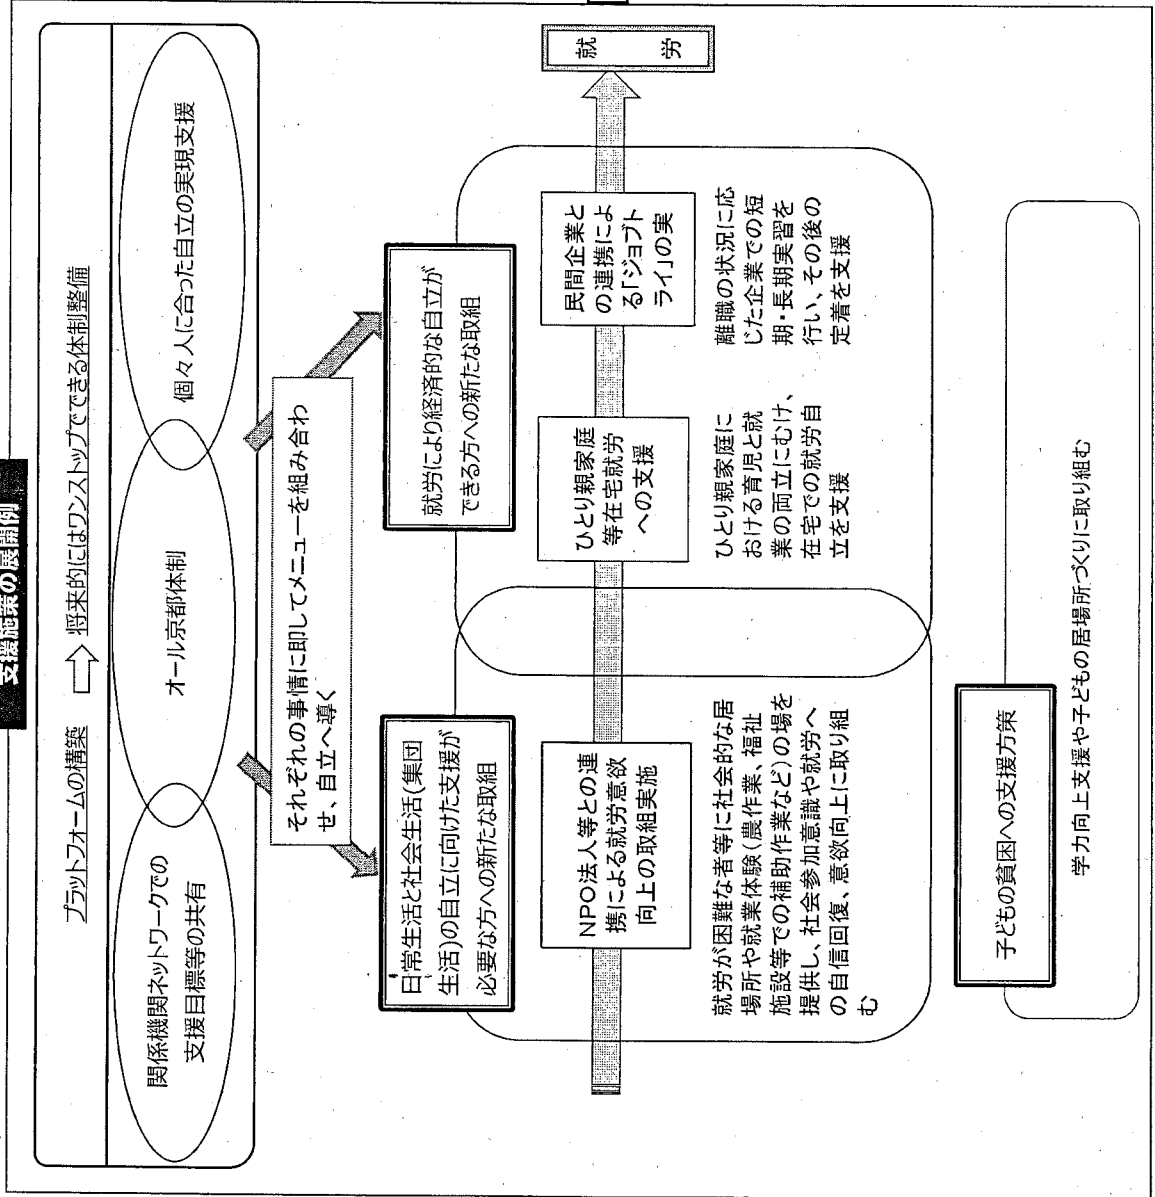 支援施策の展開例
プラットフォームの構築 ⇨ 将来的にはワンストップでできる体制整備
関係機関ネットワークでの
支援目標等の共有
オール京都体制
個々人に合った自立の実現支援
それぞれの事情に即してメニューを組み合わ
せ、自立へ導く
日常生活と社会生活(集団
生活)の自立に向けた支援が
必要な方への新たな取組
就労により経済的な自立が
できる方への新たな取組
NPO法人等との連
携による就労意欲
向上の取組実施
ひとり親家庭
等在宅就労
への支援
民間企業と
の連携によ
る「ジョブト
ライ」の実
就 労
就労が困難な者等に社会的な居
場所や就業体験(農作業、福祉
施設等での補助作業など)の場を
提供し、社会参加意識や就労へ
の自信回復、意欲向上に取り組
む
ひとり親家庭に
おける育児と就
業の両立にむけ、
在宅での就労自
立を支援
離職の状況に応
じた企業での短
期・長期実習を
行い、その後の
定着を支援
子どもの貧困への支援方策
学力向上支援や子どもの居場所づくりに取り組む